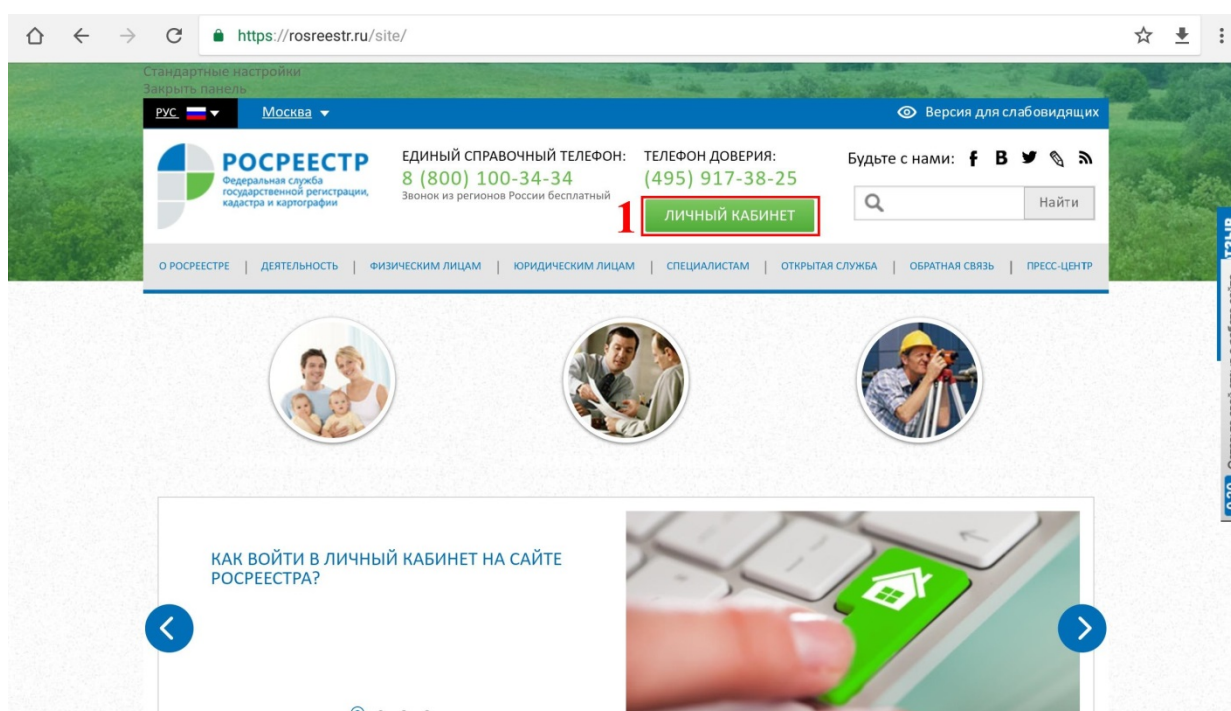 https://rosreestr.ru/site/
Стандартные настройки
Закрыть панель
РУС
Москва
Версия для слабовидящих
РОСРЕЕСТР
Федеральная служба
государственной регистрации,
кадастра и картографии
ЕДИНЫЙ СПРАВОЧНЫЙ ТЕЛЕФОН:
8 (800) 100-34-34
Звонок из регионов России бесплатный
ТЕЛЕФОН ДОВЕРИЯ:
(495) 917-38-25
1
ЛИЧНЫЙ КАБИНЕТ
Будьте с нами:
Найти
О РОСРЕЕСТРЕ | ДЕЯТЕЛЬНОСТЬ | ФИЗИЧЕСКИМ ЛИЦАМ | ЮРИДИЧЕСКИМ ЛИЦАМ | СПЕЦИАЛИСТАМ | ОТКРЫТАЯ СЛУЖБА | ОБРАТНАЯ СВЯЗЬ | ПРЕСС-ЦЕНТР
КАК ВОЙТИ В ЛИЧНЫЙ КАБИНЕТ НА САЙТЕ
РОСРЕЕСТРА?